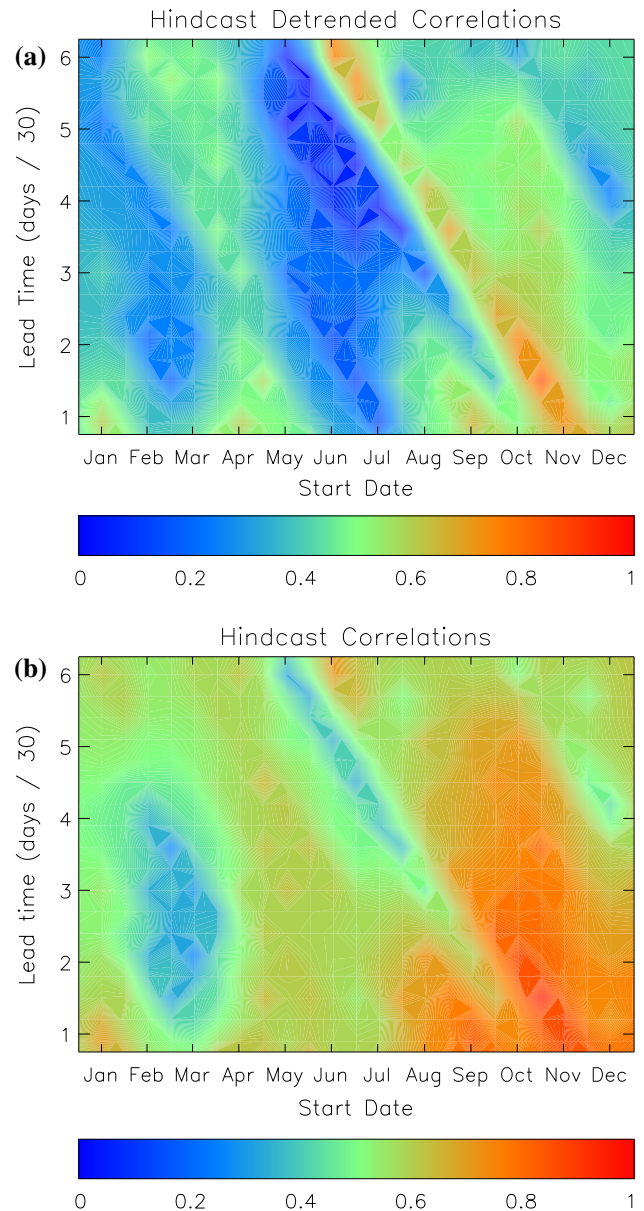 Hindcast Detrended Correlations
(a)
6
5
4
3
2
1
Lead Time (days / 30)
Jan Feb Mar Apr May Jun Jul Aug Sep Oct Nov Dec
Start Date
0 0.2 0.4 0.6 0.8 1
Hindcast Correlations
(b)
6
5
4
3
2
1
Lead time (days / 30)
Jan Feb Mar Apr May Jun Jul Aug Sep Oct Nov Dec
Start Date
0 0.2 0.4 0.6 0.8 1